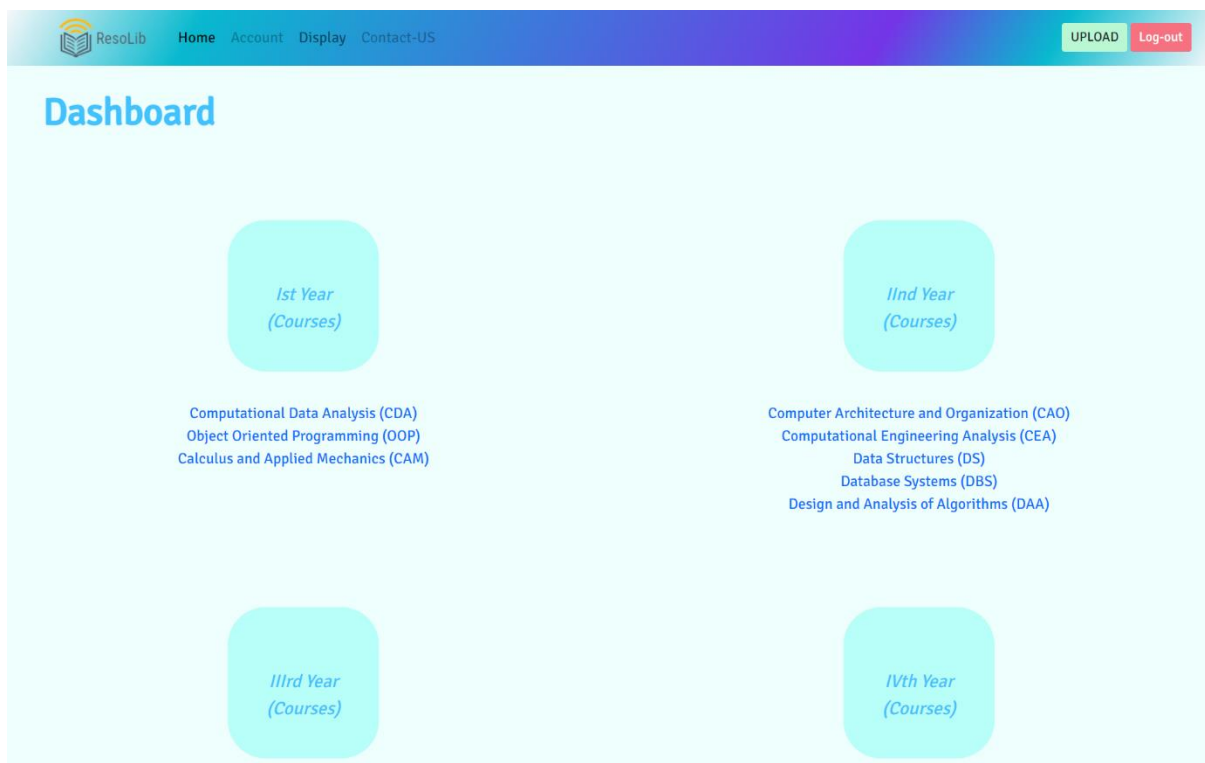 ResoLib Home Account Display Contact-US UPLOAD Log-out
Dashboard
Ist Year
(Courses)
Computational Data Analysis (CDA)
Object Oriented Programming (OOP)
Calculus and Applied Mechanics (CAM)
IInd Year
(Courses)
Computer Architecture and Organization (CAO)
Computational Engineering Analysis (CEA)
Data Structures (DS)
Database Systems (DBS)
Design and Analysis of Algorithms (DAA)
IIIrd Year
(Courses)
IVth Year
(Courses)